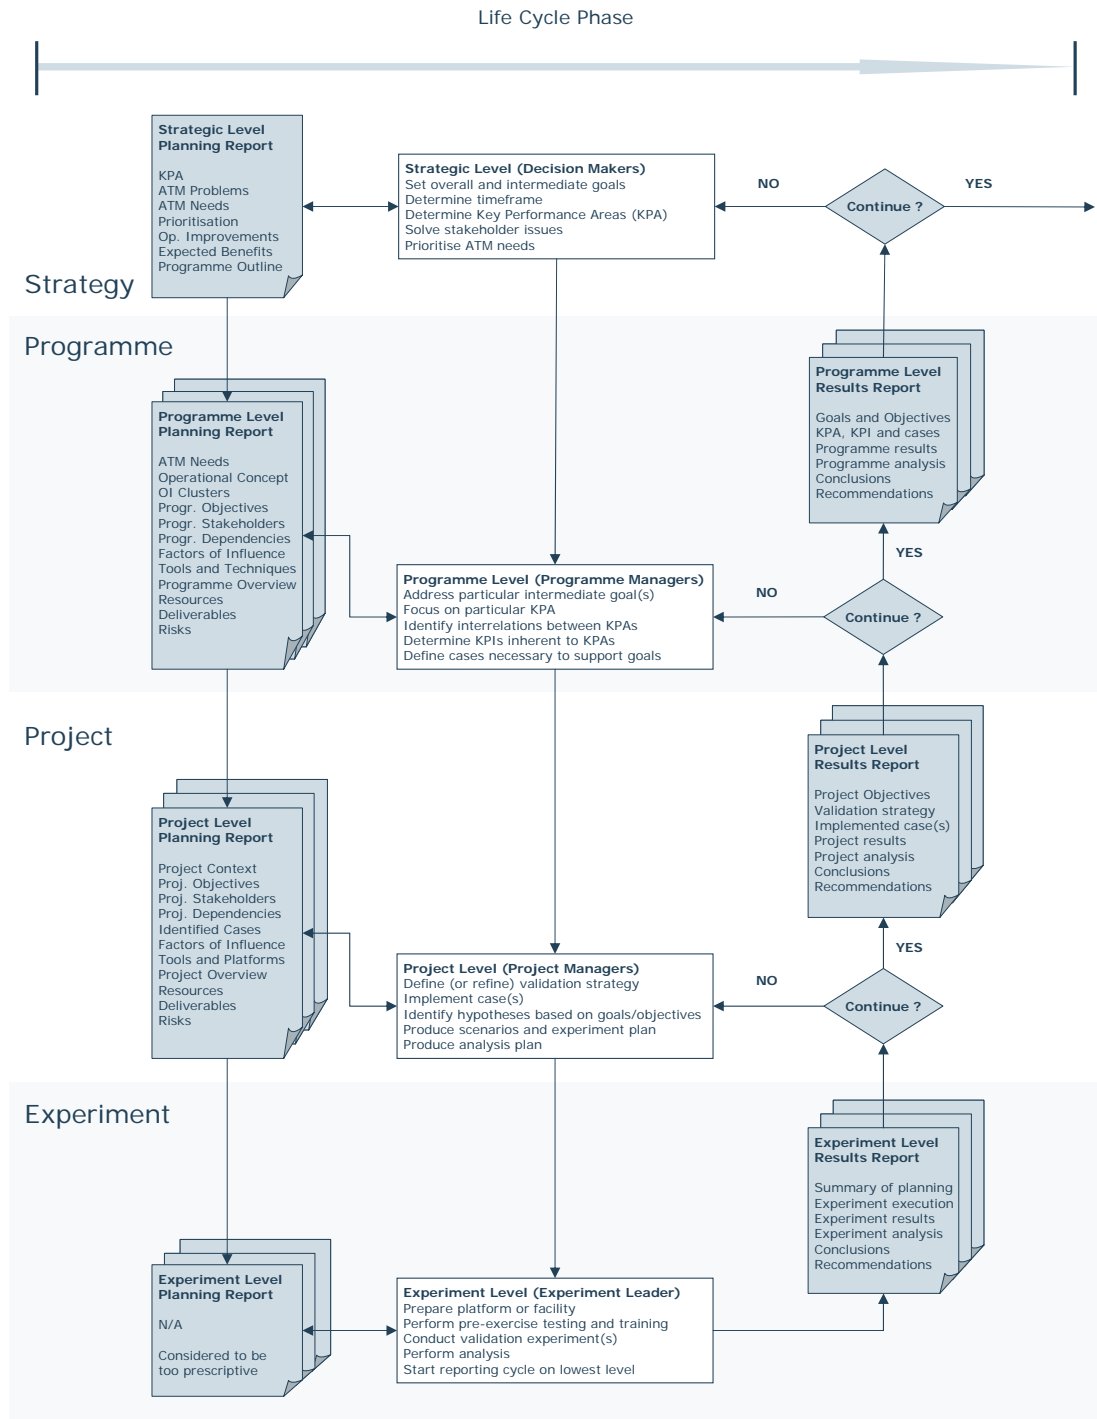 Life Cycle Phase
Strategic Level
Planning Report
KPA
ATM Problems
ATM Needs
Prioritisation
Op. Improvements
Expected Benefits
Programme Outline
Strategic Level (Decision Makers)
Set overall and intermediate goals
Determine timeframe
Determine Key Performance Areas (KPA)
Solve stakeholder issues
Prioritise ATM needs
NO
Continue ?
YES
Strategy
Programme
Programme Level
Planning Report
ATM Needs
Operational Concept
OI Clusters
Progr. Objectives
Progr. Stakeholders
Progr. Dependencies
Factors of Influence
Tools and Techniques
Programme Overview
Resources
Deliverables
Risks
Programme Level (Programme Managers)
Address particular intermediate goal(s)
Focus on particular KPA
Identify interrelations between KPAs
Determine KPIs inherent to KPAs
Define cases necessary to support goals
Programme Level
Results Report
Goals and Objectives
KPA, KPI and cases
Programme results
Programme analysis
Conclusions
Recommendations
YES
NO
Continue ?
Project
Project Level
Planning Report
Project Context
Proj. Objectives
Proj. Stakeholders
Proj. Dependencies
Identified Cases
Factors of Influence
Tools and Platforms
Project Overview
Resources
Deliverables
Risks
Project Level (Project Managers)
Define (or refine) validation strategy
Implement case(s)
Identify hypotheses based on goals/objectives
Produce scenarios and experiment plan
Produce analysis plan
Project Level
Results Report
Project Objectives
Validation strategy
Implemented case(s)
Project results
Project analysis
Conclusions
Recommendations
YES
NO
Continue ?
Experiment
Experiment Level
Planning Report
N/A
Considered to be
too prescriptive
Experiment Level (Experiment Leader)
Prepare platform or facility
Perform pre-exercise testing and training
Conduct validation experiment(s)
Perform analysis
Start reporting cycle on lowest level
Experiment Level
Results Report
Summary of planning
Experiment execution
Experiment results
Experiment analysis
Conclusions
Recommendations